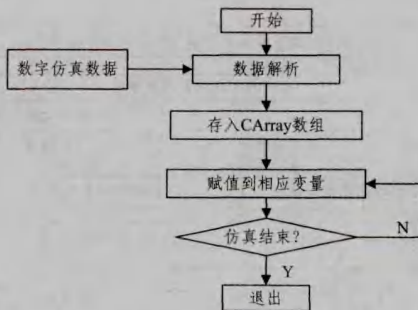 开始
数字仿真数据
数据解析
存入CArray数组
赋值到相应变量
仿真结束?
N
Y
退出